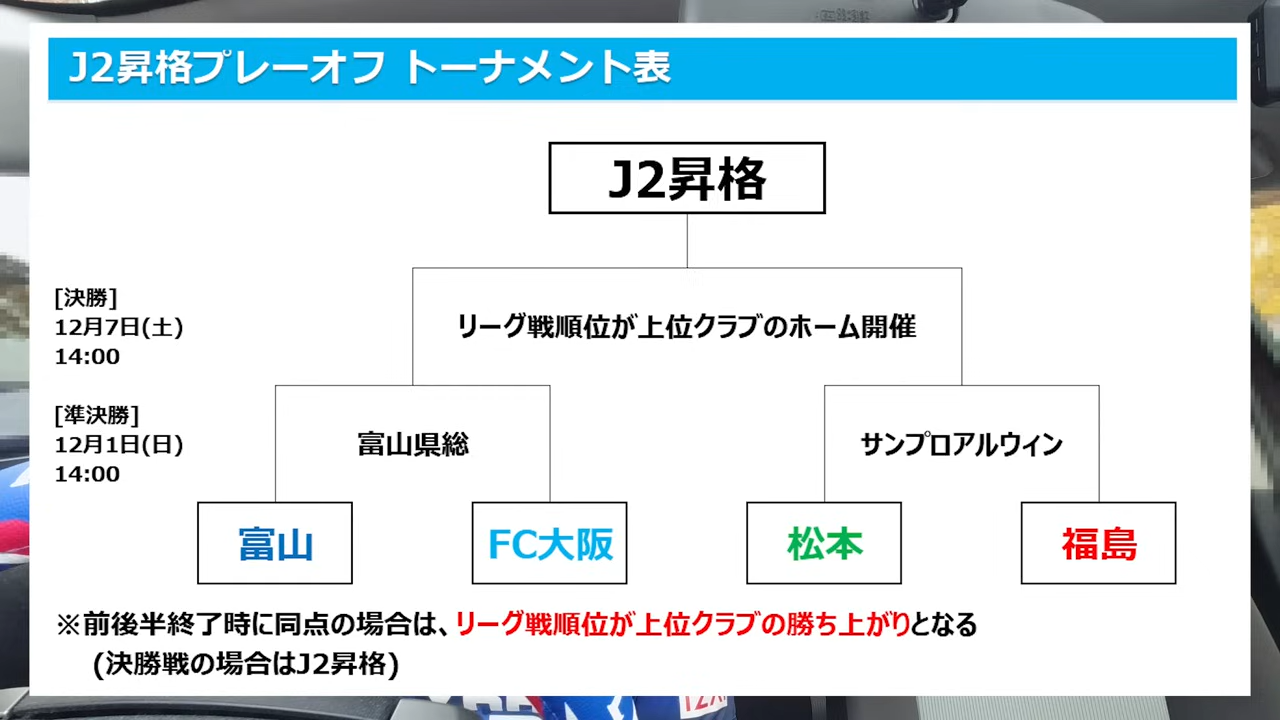 J2昇格プレーオフ トーナメント表
J2昇格
[決勝]
12月7日(土)
14:00
リーグ戦順位が上位クラブのホーム開催
[準決勝]
12月1日(日)
14:00
富山県総
サンプロアルウィン
富山
FC大阪
松本
福島
※前後半終了時に同点の場合は、リーグ戦順位が上位クラブの勝ち上がりとなる
(決勝戦の場合はJ2昇格)